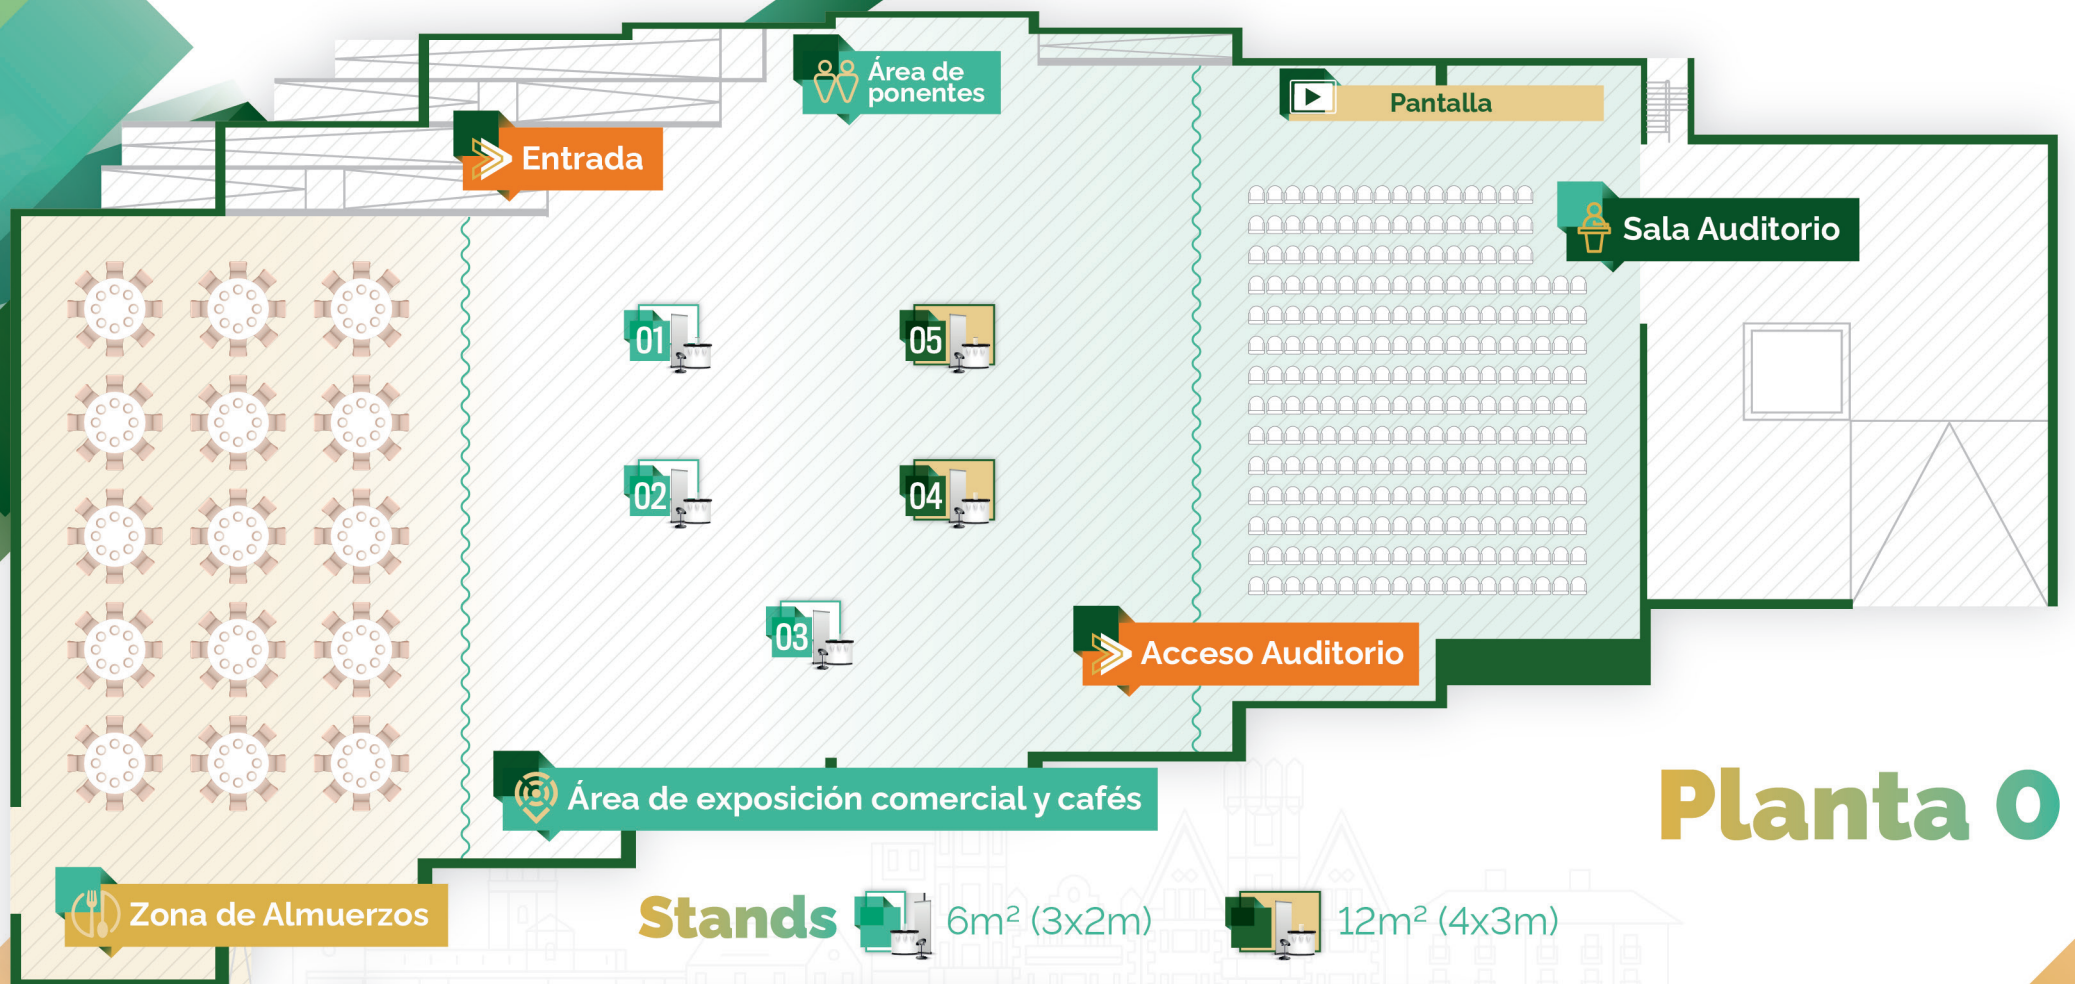 Área de
ponentes
Pantalla
Entrada
Sala Auditorio
01
05
02
04
03
Acceso Auditorio
Área de exposición comercial y cafés
Planta 0
Zona de Almuerzos
Stands 6m² (3x2m) 12m² (4x3m)